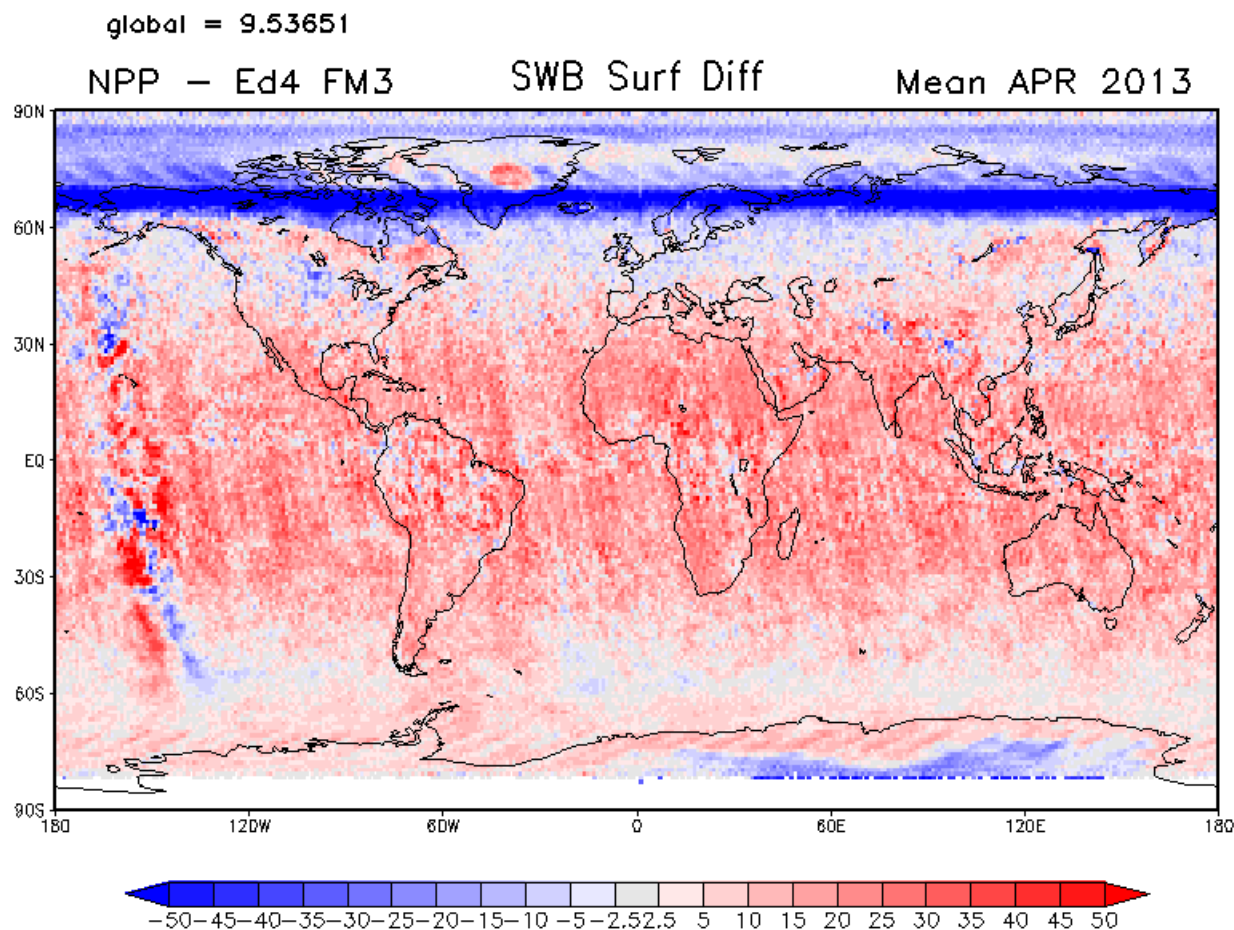 global = 9.53651
NPP – Ed4 FM3 SWB Surf Diff Mean APR 2013
90N
60N
30N
EQ
30S
60S
90S
180 120W 60W 0 60E 120E 180
−50−45−40−35−30−25−20−15−10 −5 −2.52.5 5 10 15 20 25 30 35 40 45 50